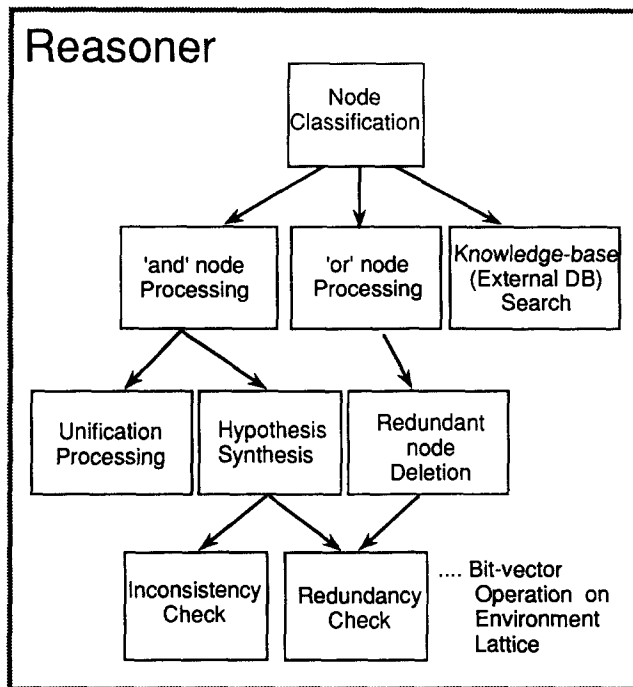 Reasoner
Node
Classification
'and' node
Processing
'or' node
Processing
Knowledge-base
(External DB)
Search
Unification
Processing
Hypothesis
Synthesis
Redundant
node
Deletion
Inconsistency
Check
Redundancy
Check
.... Bit-vector
Operation on
Environment
Lattice